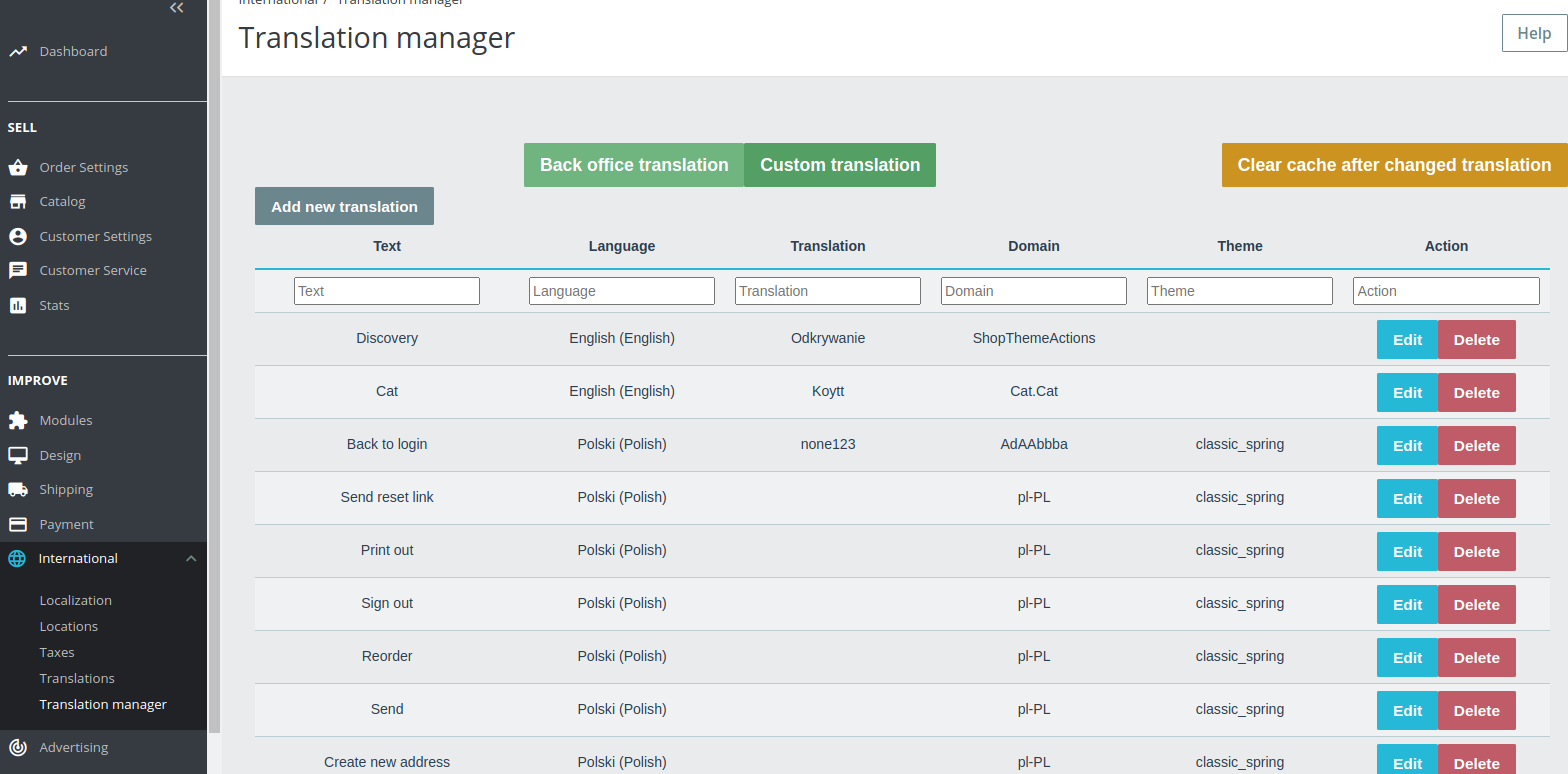 International / Translation manager
Translation manager
Help
Dashboard
SELL
Order Settings
Catalog
Customer Settings
Customer Service
Stats
IMPROVE
Modules
Design
Shipping
Payment
International
Localization
Locations
Taxes
Translations
Translation manager
Advertising
Back office translation Custom translation Clear cache after changed translation
Add new translation
Text Language Translation Domain Theme Action
Text Language Translation Domain Theme Action
Discovery English (English) Odkrywanie ShopThemeActions Edit Delete
Cat English (English) Koytt Cat.Cat Edit Delete
Back to login Polski (Polish) none123 AdAAbbba classic_spring Edit Delete
Send reset link Polski (Polish) pl-PL classic_spring Edit Delete
Print out Polski (Polish) pl-PL classic_spring Edit Delete
Sign out Polski (Polish) pl-PL classic_spring Edit Delete
Reorder Polski (Polish) pl-PL classic_spring Edit Delete
Send Polski (Polish) pl-PL classic_spring Edit Delete
Create new address Polski (Polish) pl-PL classic_spring Edit Delete